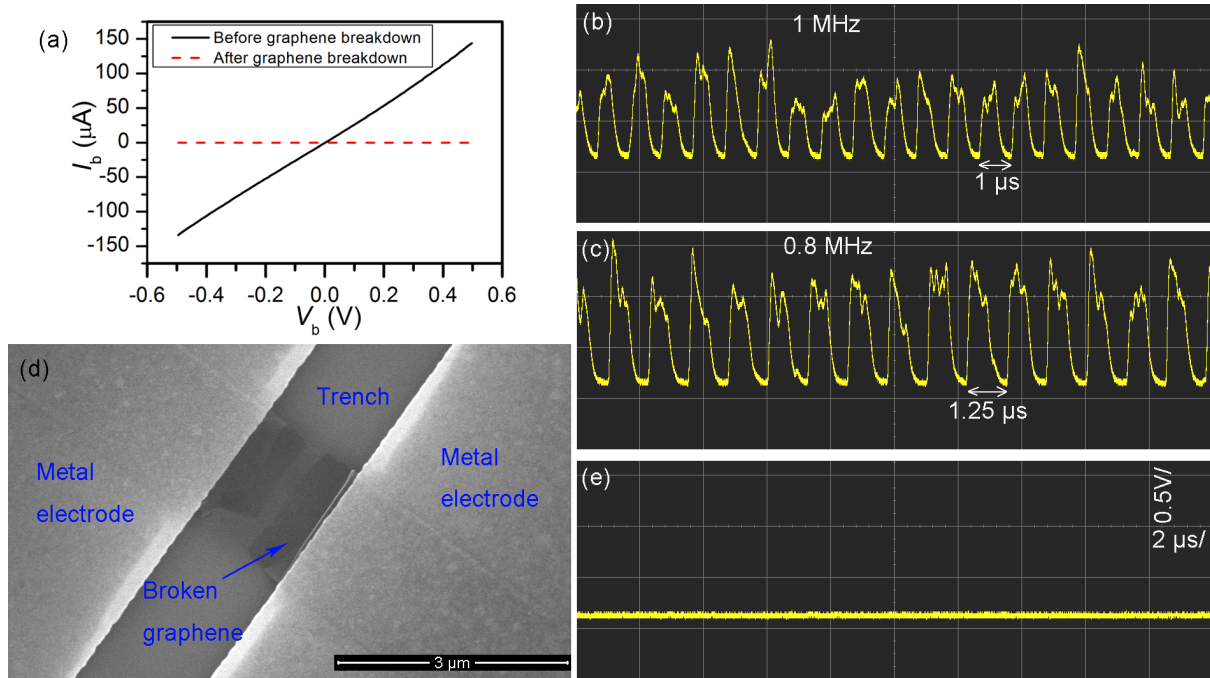 (a)
Before graphene breakdown
After graphene breakdown
150
100
50
0
-50
-100
-150
I_b (μA)
-0.6 -0.4 -0.2 0.0 0.2 0.4 0.6
V_b (V)
(b)
1 MHz
1 μs
(c)
0.8 MHz
1.25 μs
(d)
Trench
Metal
electrode
Metal
electrode
Broken
graphene
3 μm
(e)
0.5V/
2 μs/